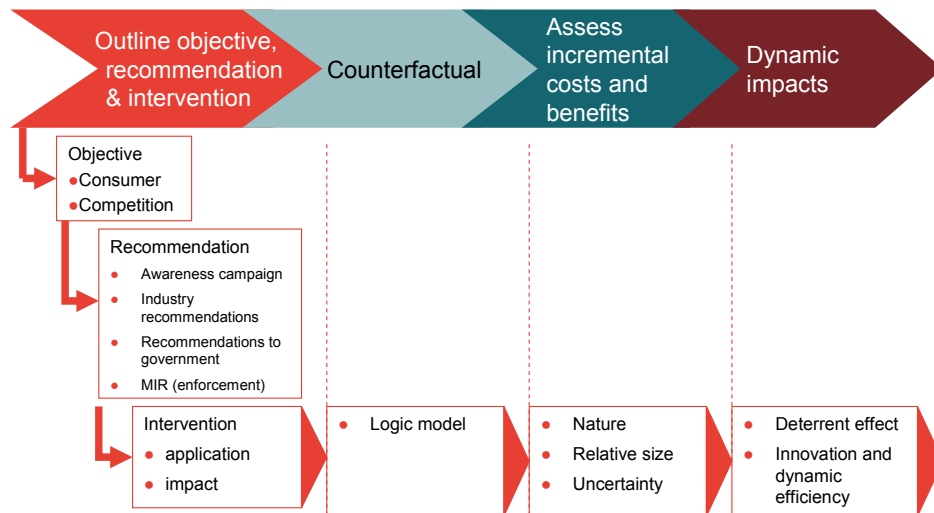 Outline objective,
recommendation
& intervention
Counterfactual
Assess
incremental
costs and
benefits
Dynamic
impacts
Objective
●Consumer
●Competition
Recommendation
● Awareness campaign
● Industry
recommendations
● Recommendations to
government
● MIR (enforcement)
Intervention
● application
● impact
● Logic model
● Nature
● Relative size
● Uncertainty
● Deterrent effect
● Innovation and
dynamic
efficiency